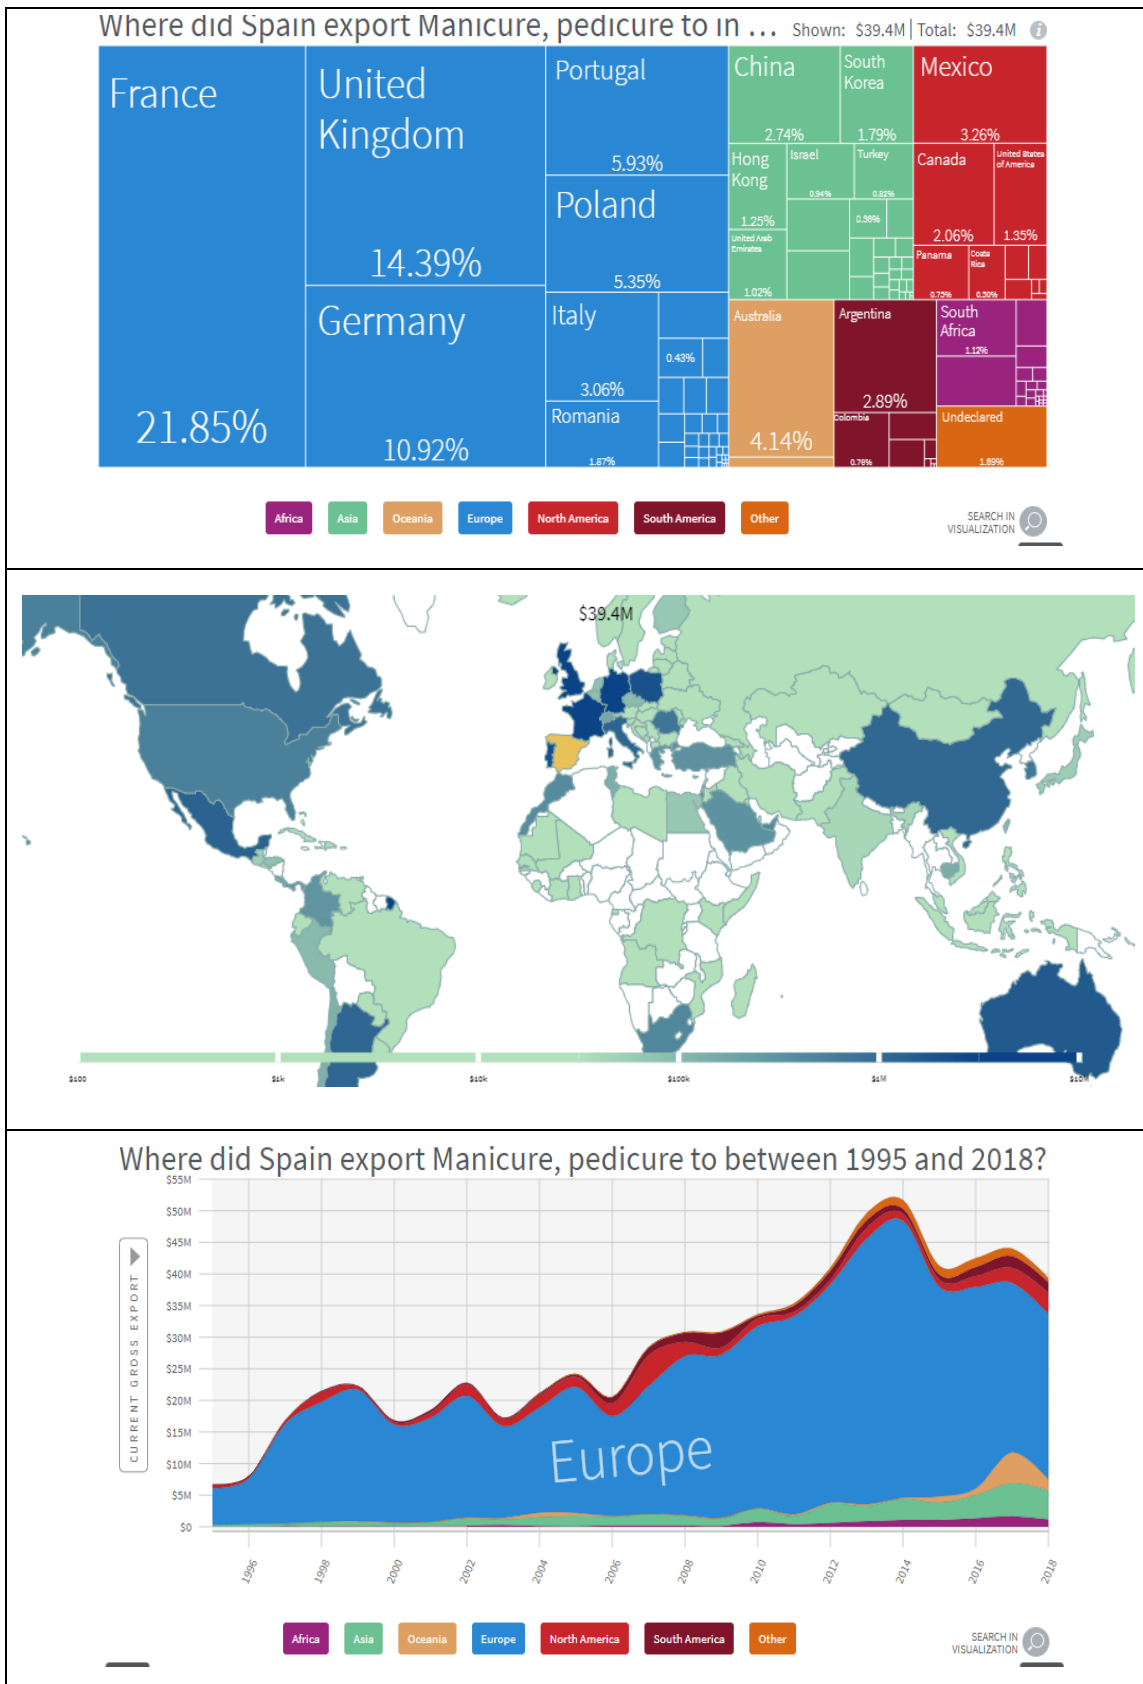 Where did Spain export Manicure, pedicure to in ...
Shown: $39.4M | Total: $39.4M
France
21.85%
United
Kingdom
14.39%
Germany
10.92%
Portugal
5.93%
Poland
5.35%
Italy
3.06%
Romania
1.87%
0.43%
China
2.74%
South
Korea
1.79%
Hong
Kong
1.25%
Israel
0.94%
Turkey
0.82%
United Arab
Emirates
1.02%
0.36%
Mexico
3.26%
Canada
2.06%
United States
of America
1.35%
Panama
0.75%
Costa
Rica
0.50%
Australia
4.14%
Argentina
2.89%
Colombia
0.76%
South
Africa
1.12%
Undeclared
1.69%
Africa
Asia
Oceania
Europe
North America
South America
Other
SEARCH IN
VISUALIZATION
$39.4M
$100
$1k
$10k
$100k
$1M
$10M
Where did Spain export Manicure, pedicure to between 1995 and 2018?
CURRENT GROSS EXPORT
$55M
$50M
$45M
$40M
$35M
$30M
$25M
$20M
$15M
$10M
$5M
$0
Europe
1996
1998
2000
2002
2004
2006
2008
2010
2012
2014
2016
2018
Africa
Asia
Oceania
Europe
North America
South America
Other
SEARCH IN
VISUALIZATION